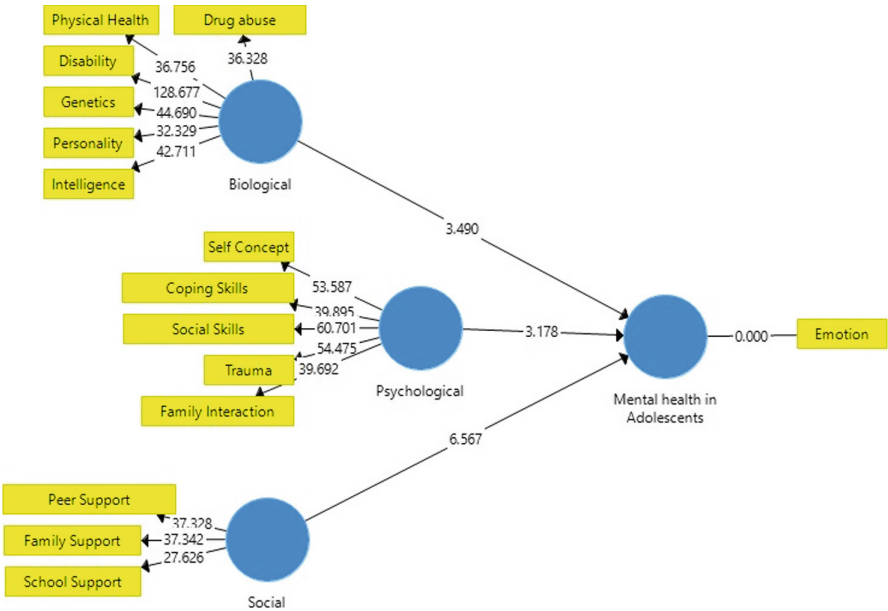 Physical Health
Drug abuse
Disability
36.756
36.328
Genetics
128.677
44.690
Personality
32.329
42.711
Intelligence
Biological
3.490
Self Concept
Coping Skills
53.587
39.895
Social Skills
60.701
54.475
Trauma
39.692
Family Interaction
Psychological
3.178
0.000
Emotion
Mental health in
Adolescents
6.567
Peer Support
37.328
Family Support
37.342
27.626
School Support
Social